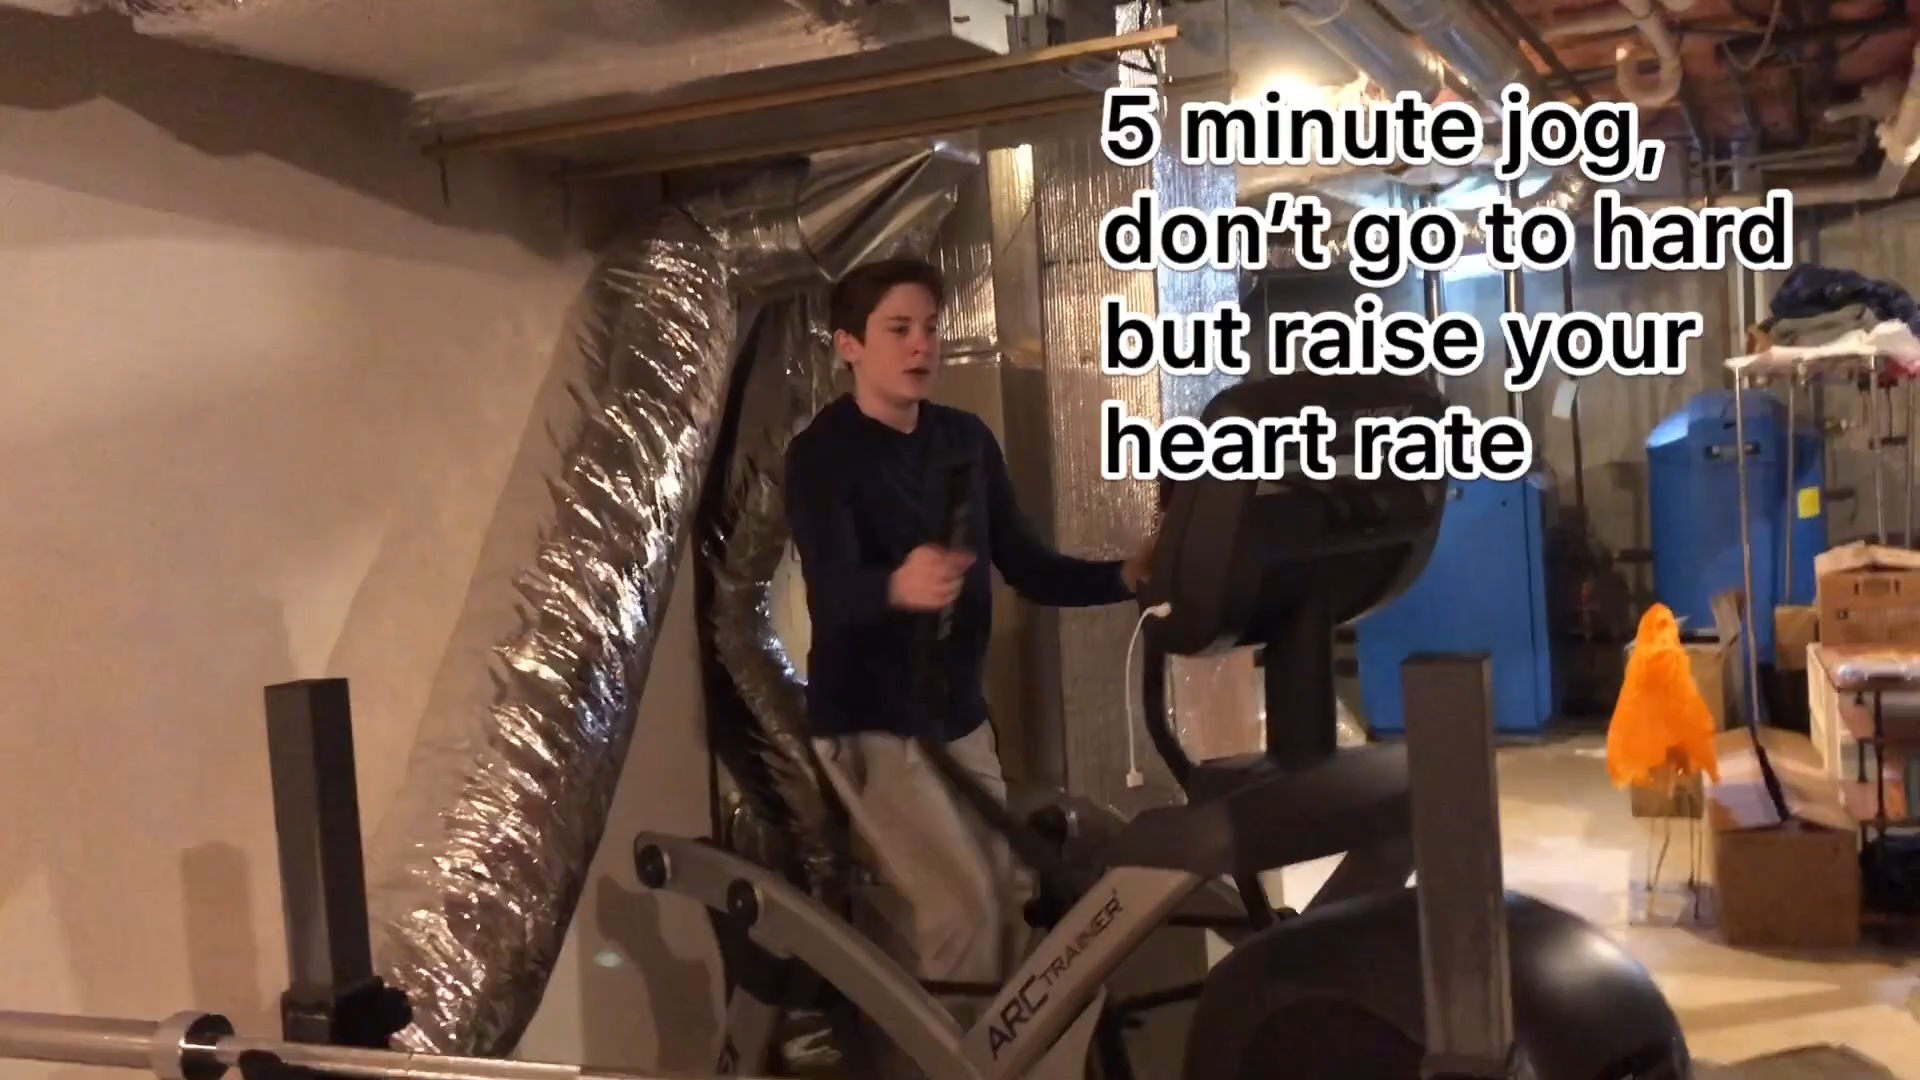 5 minute jog,
don't go to hard
but raise your
heart rate
ARC TRAINER